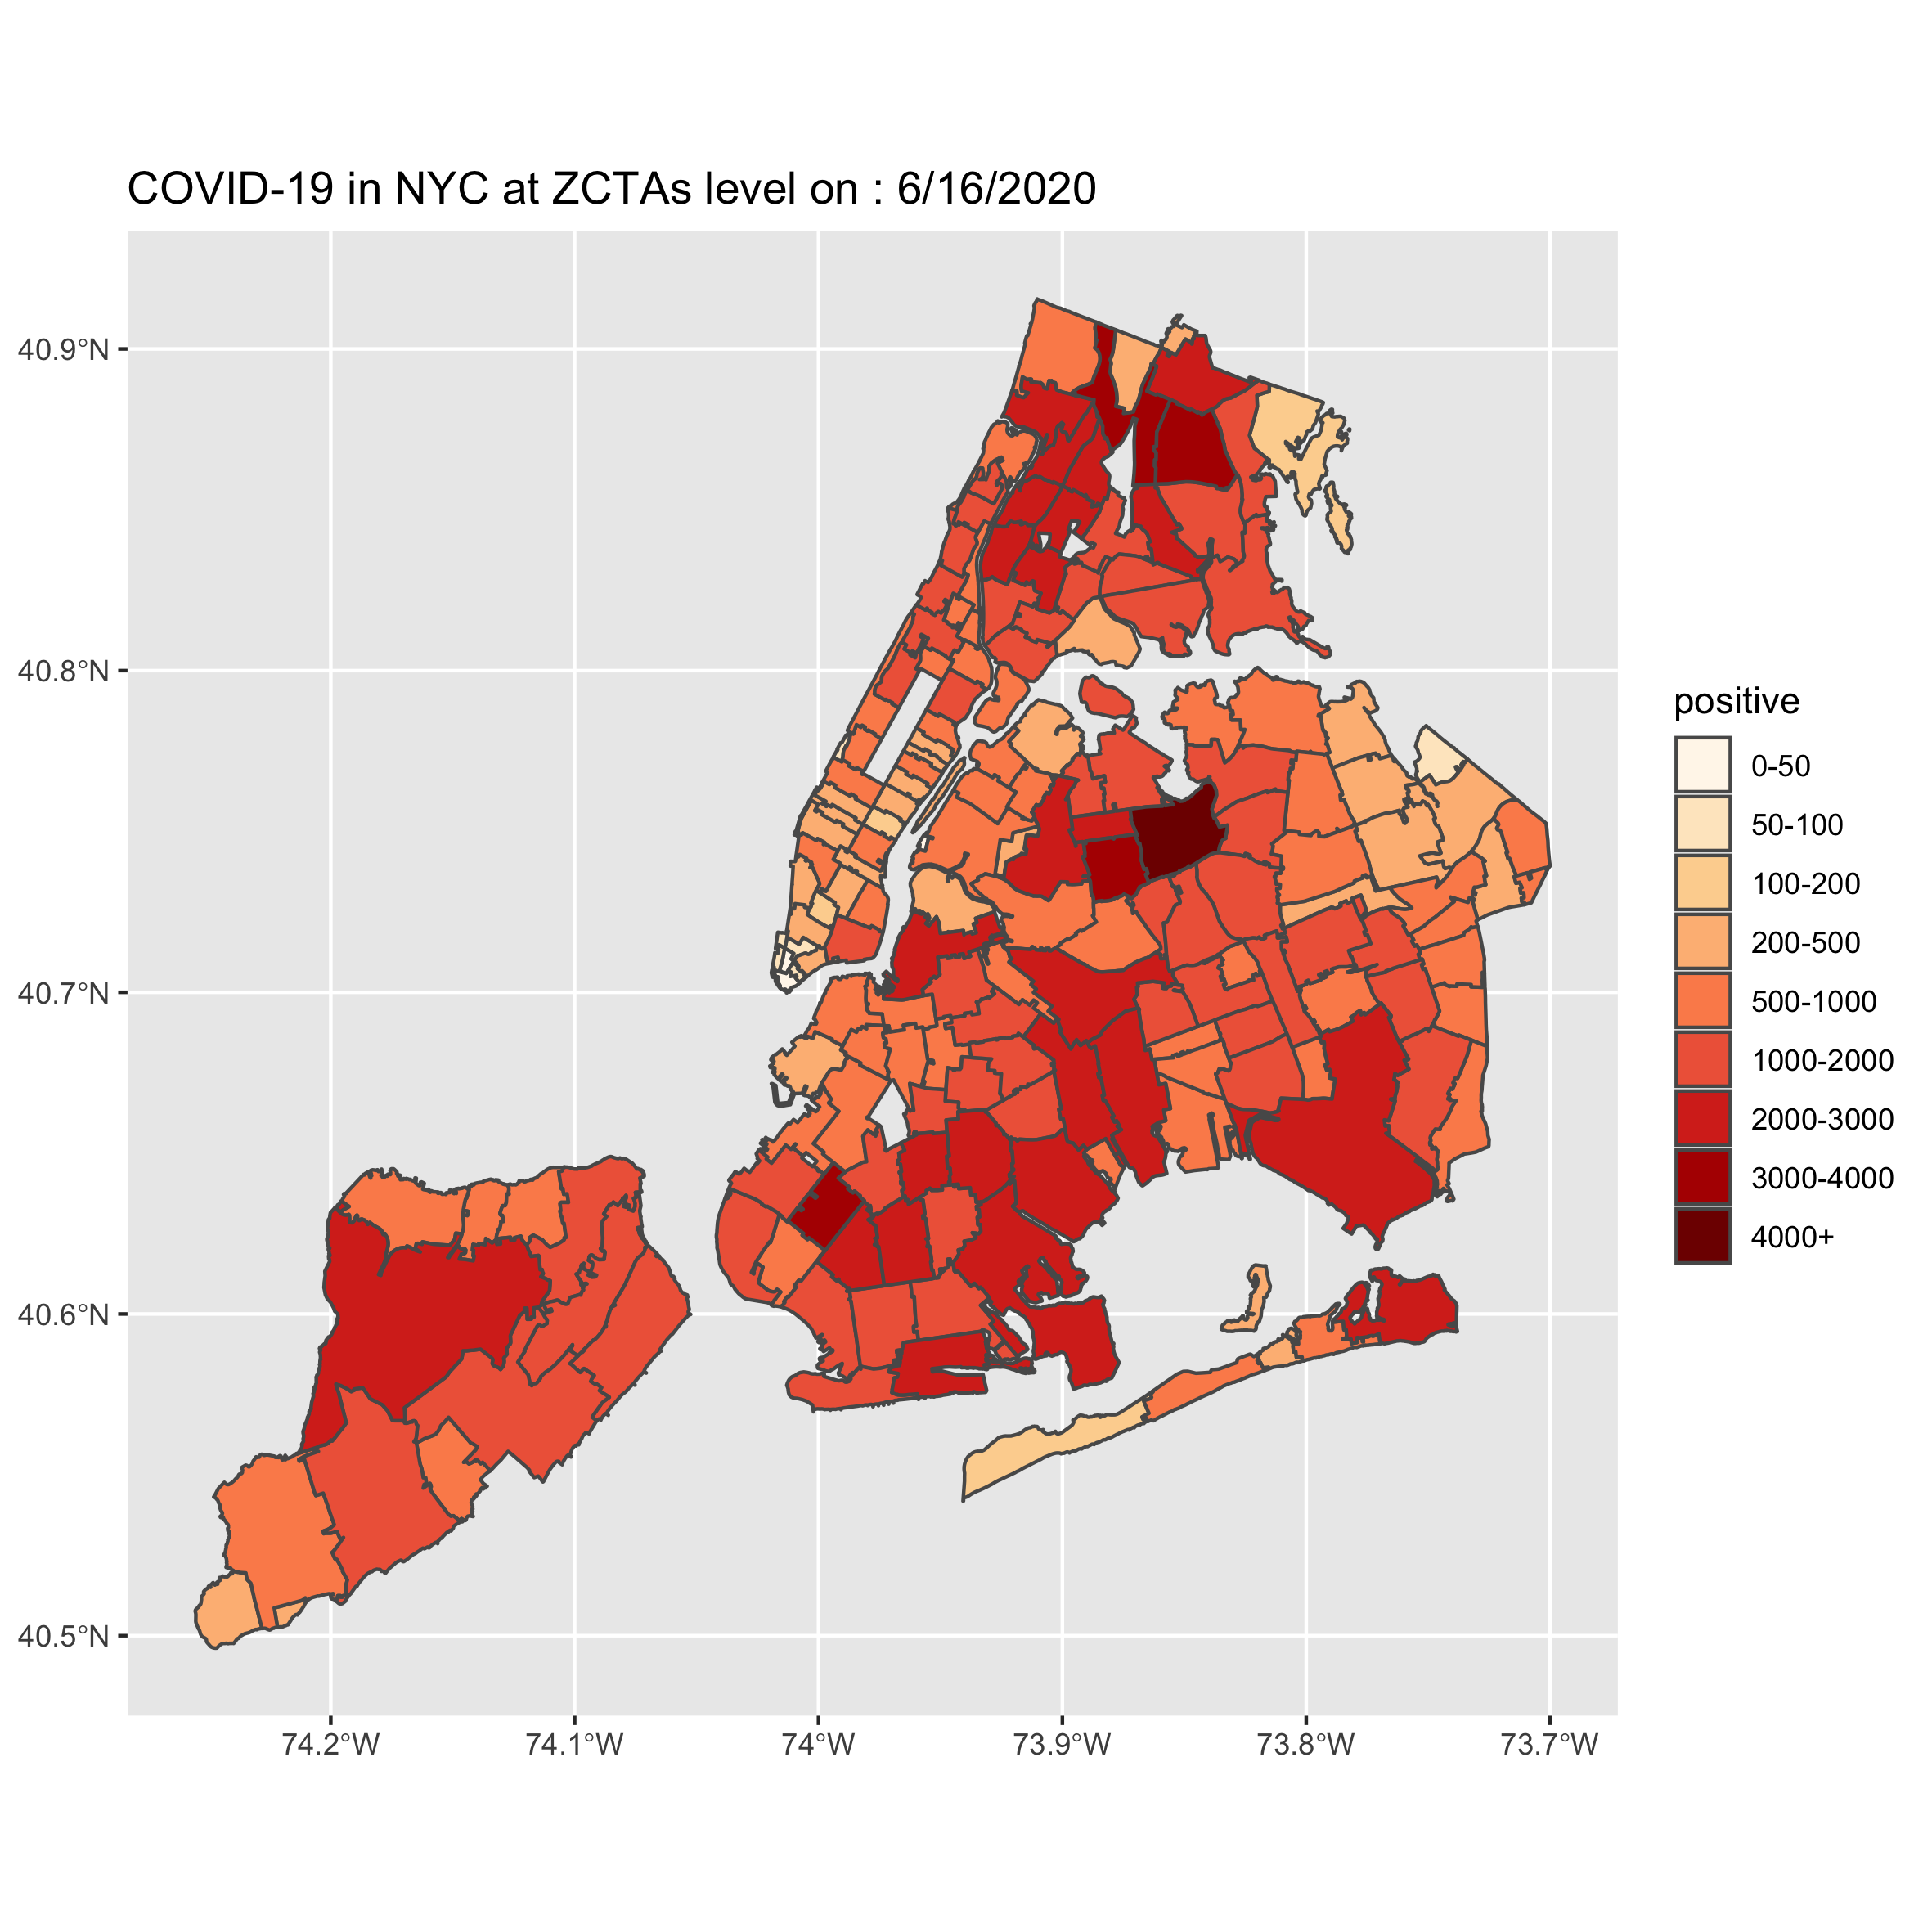 COVID-19 in NYC at ZCTAs level on : 6/16/2020
40.9°N
40.8°N
40.7°N
40.6°N
40.5°N
74.2°W 74.1°W 74°W 73.9°W 73.8°W 73.7°W
positive
0-50
50-100
100-200
200-500
500-1000
1000-2000
2000-3000
3000-4000
4000+